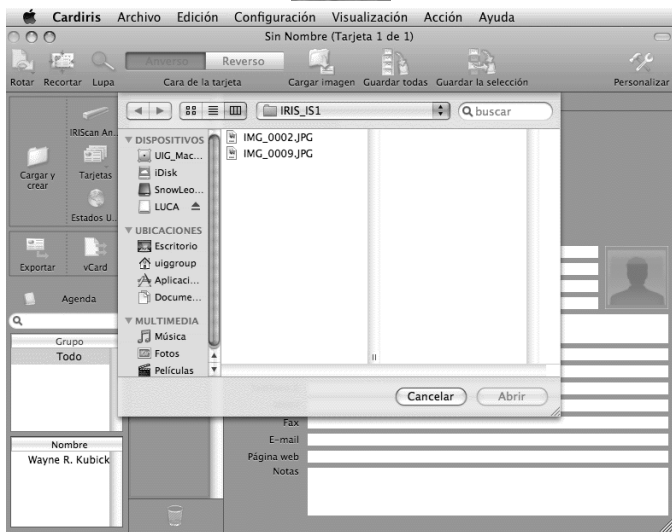 Cardiris Archivo Edición Configuración Visualización Acción Ayuda
Sin Nombre (Tarjeta 1 de 1)
Anverso Reverso
Rotar Recortar Lupa Cara de la tarjeta Cargar imagen Guardar todas Guardar la selección Personalizar
IRIS_IS1 buscar
IRIScan An...
Cargar y crear
Tarjetas
Estados U...
Exportar vCard
Agenda
Grupo
Todo
Nombre
Wayne R. Kubick
DISPOSITIVOS
UIG_Mac...
iDisk
SnowLeo...
LUCA
UBICACIONES
Escritorio
uiggroup
Aplicaci...
Docume...
MULTIMEDIA
Música
Fotos
Películas
IMG_0002.JPG
IMG_0009.JPG
Cancelar Abrir
Fax
E-mail
Página web
Notas